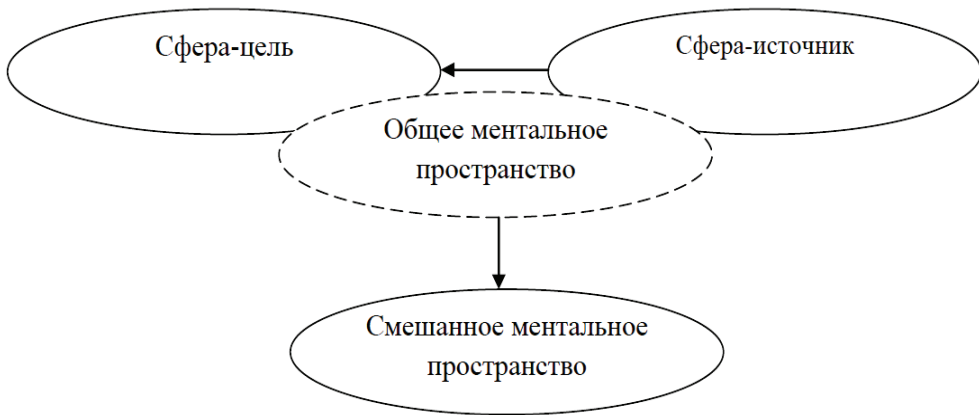 Сфера-цель
Сфера-источник
Общее ментальное
пространство
Смешанное ментальное
пространство